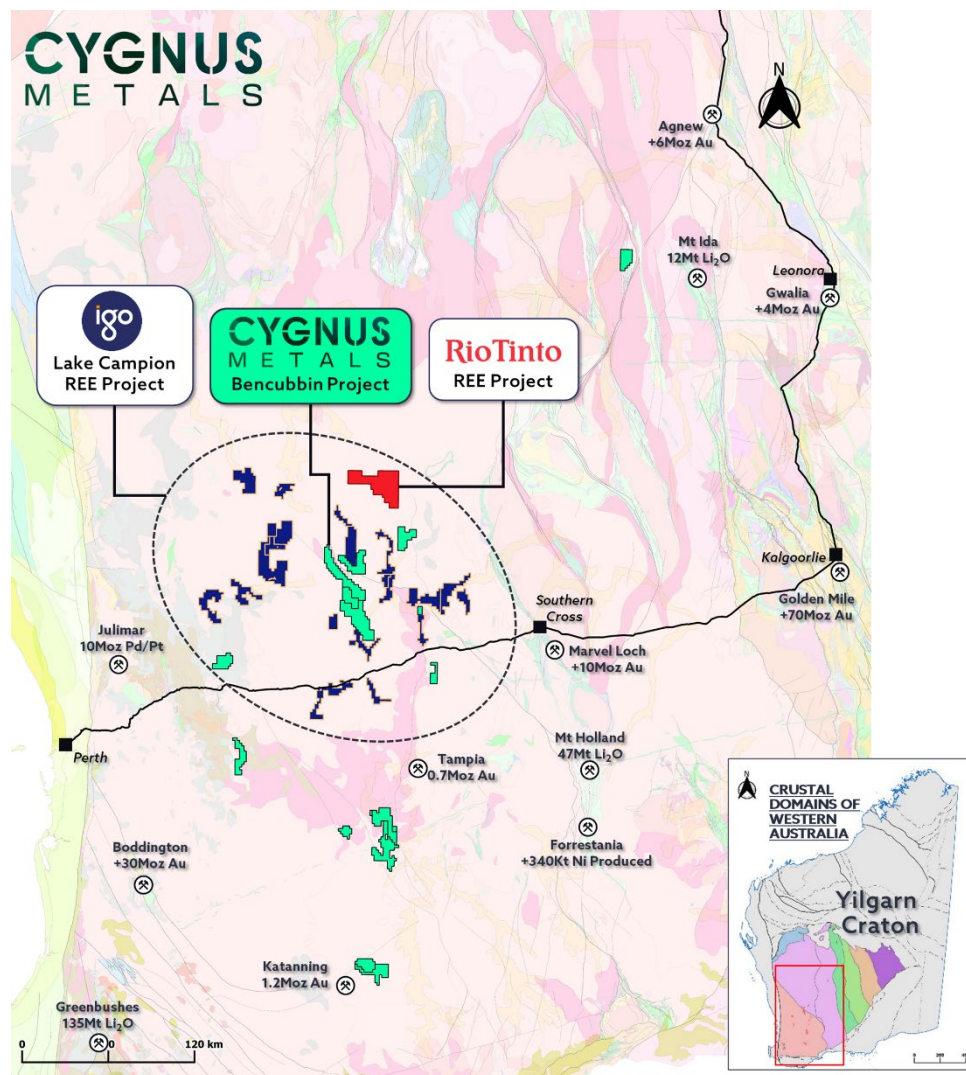 CYGNUS
METALS
N
Agnew
+6Moz Au
Mt Ida
12Mt Li₂O
Leonora
Gwalia
+4Moz Au
igo
Lake Campion
REE Project
CYGNUS
METALS
Bencubbin Project
RioTinto
REE Project
Kalgoorlie
Golden Mile
+70Moz Au
Southern
Cross
Marvel Loch
+10Moz Au
Julimar
10Moz Pd/Pt
Perth
Mt Holland
47Mt Li₂O
Tampia
0.7Moz Au
Forrestania
+340Kt Ni Produced
Boddington
+30Moz Au
Katanning
1.2Moz Au
Greenbushes
135Mt Li₂O
0 0 120 km
CRUSTAL
DOMAINS OF
WESTERN
AUSTRALIA
Yilgarn
Craton